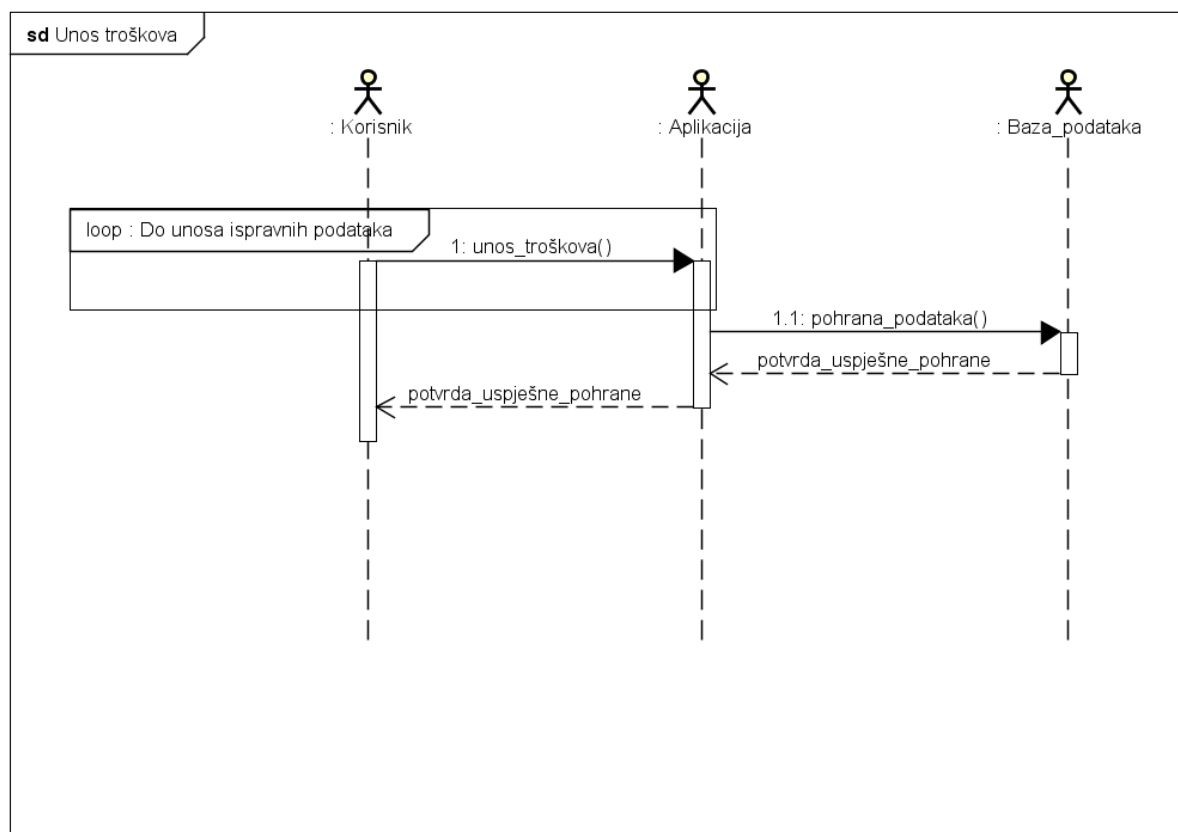 sd Unos troškova
: Korisnik
: Aplikacija
: Baza_podataka
loop : Do unosa ispravnih podataka
1: unos_troškova()
1.1: pohrana_podataka()
potvrda_uspješne_pohrane
potvrda_uspješne_pohrane